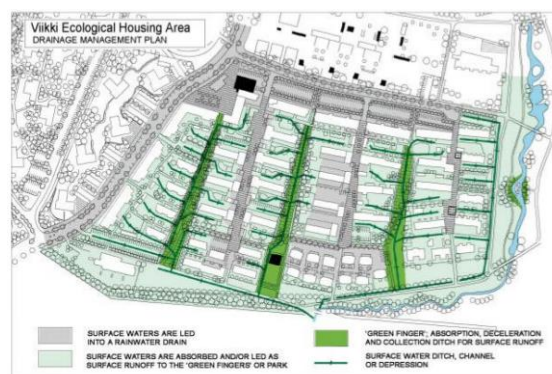 Viikki Ecological Housing Area
DRAINAGE MANAGEMENT PLAN
SURFACE WATERS ARE LED
INTO A RAINWATER DRAIN
SURFACE WATERS ARE ABSORBED AND/OR LED AS
SURFACE RUNOFF TO THE 'GREEN FINGERS' OR PARK
'GREEN FINGER'; ABSORPTION, DECELERATION
AND COLLECTION DITCH FOR SURFACE RUNOFF
SURFACE WATER DITCH, CHANNEL
OR DEPRESSION